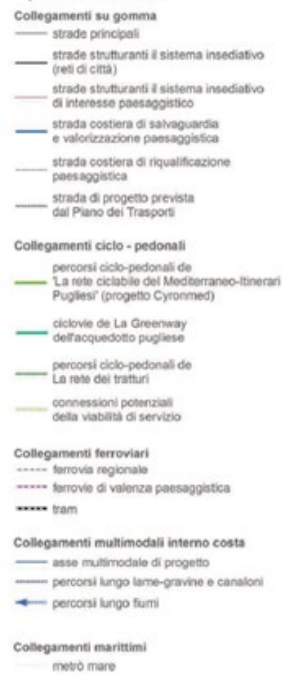 Collegamenti su gomma
strade principali
strade strutturanti il sistema insediativo
(reti di città)
strade strutturanti il sistema insediativo
di interesse paesaggistico
strada costiera di salvaguardia
e valorizzazione paesaggistica
strada costiera di riqualificazione
paesaggistica
strada di progetto prevista
dal Piano dei Trasporti
Collegamenti ciclo - pedonali
percorsi ciclo-pedonali de
'La rete ciclabile del Mediterraneo-Itinerari
Pugliesi' (progetto Cyronmed)
ciclovie de La Greenway
dell'acquedotto pugliese
percorsi ciclo-pedonali de
La rete dei tratturi
connessioni potenziali
della viabilità di servizio
Collegamenti ferroviari
ferrovia regionale
ferrovie di valenza paesaggistica
tram
Collegamenti multimodali interno costa
asse multimodale di progetto
percorsi lungo lame-gravine e canaloni
percorsi lungo fiumi
Collegamenti marittimi
metrò mare